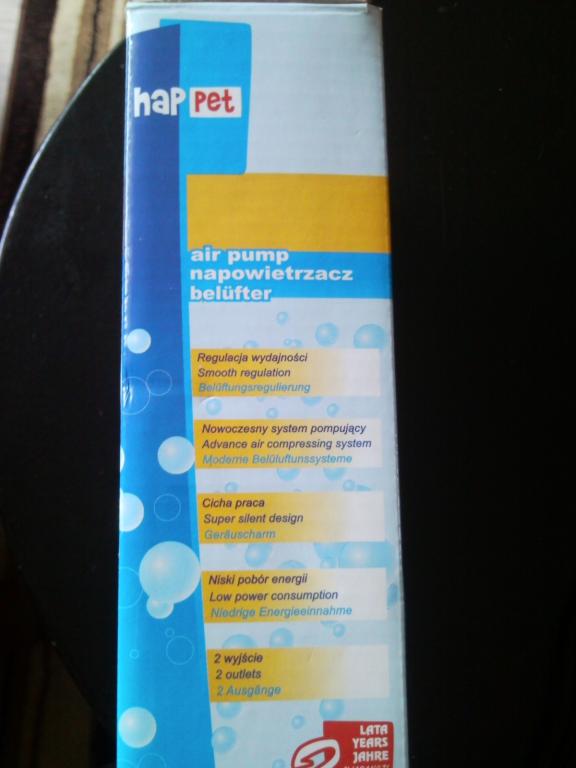 hap pet
air pump
napowietrzacz
belüfter
Regulacja wydajności
Smooth regulation
Belüftungsregulierung
Nowoczesny system pompujący
Advance air compressing system
Moderne Belüluftunssysteme
Cicha praca
Super silent design
Geräuscharm
Niski pobór energii
Low power consumption
Niedrige Energieeinnahme
2 wyjście
2 outlets
2 Ausgänge
2 LATA
YEARS
JAHRE